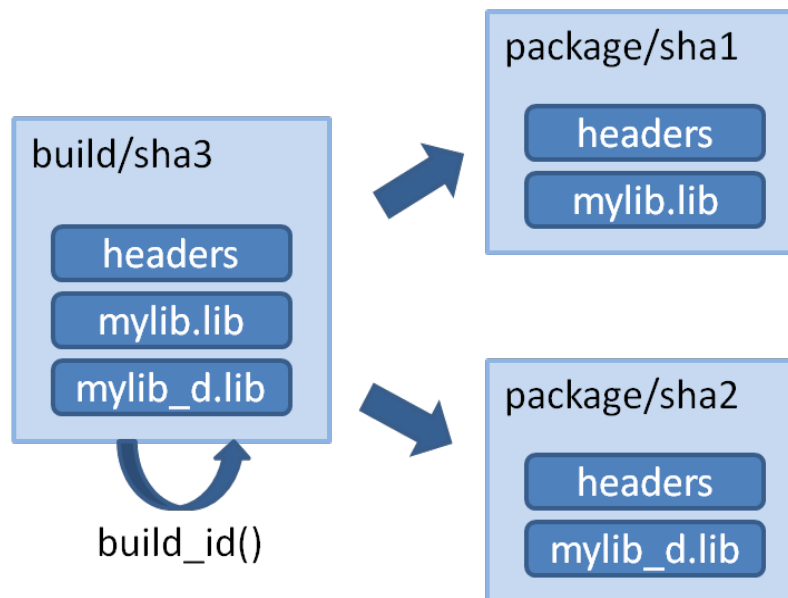 build/sha3
headers
mylib.lib
mylib_d.lib
build_id()
package/sha1
headers
mylib.lib
package/sha2
headers
mylib_d.lib